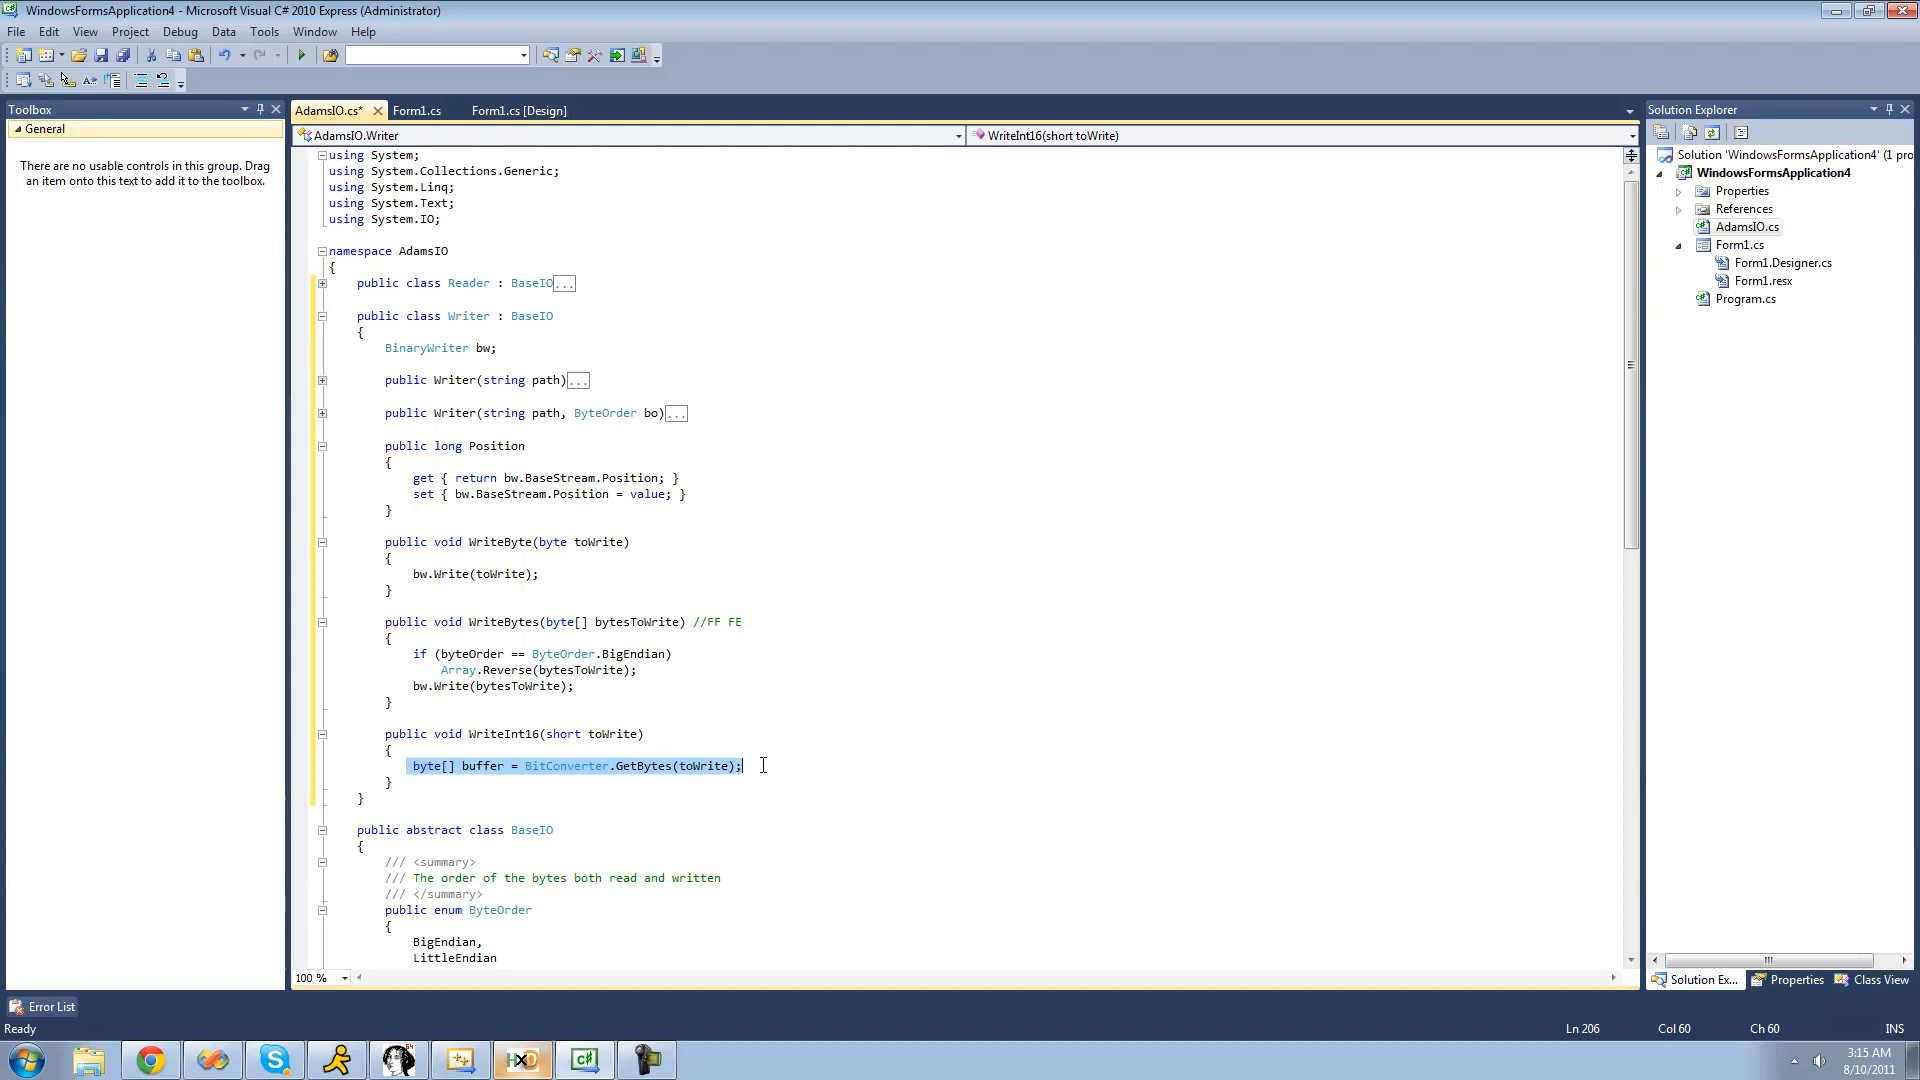 WindowsFormsApplication4 - Microsoft Visual C# 2010 Express (Administrator)
File Edit View Project Debug Data Tools Window Help
Toolbox
General
There are no usable controls in this group. Drag
an item onto this text to add it to the toolbox.
AdamsIO.cs* Form1.cs Form1.cs [Design]
AdamsIO.Writer WriteInt16(short toWrite)
using System;
using System.Collections.Generic;
using System.Linq;
using System.Text;
using System.IO;
namespace AdamsIO
{
public class Reader : BaseIO...
public class Writer : BaseIO
{
BinaryWriter bw;
public Writer(string path)...
public Writer(string path, ByteOrder bo)...
public long Position
{
get { return bw.BaseStream.Position; }
set { bw.BaseStream.Position = value; }
}
public void WriteByte(byte toWrite)
{
bw.Write(toWrite);
}
public void WriteBytes(byte[] bytesToWrite) //FF FE
{
if (byteOrder == ByteOrder.BigEndian)
Array.Reverse(bytesToWrite);
bw.Write(bytesToWrite);
}
public void WriteInt16(short toWrite)
{
byte[] buffer = BitConverter.GetBytes(toWrite);
}
}
public abstract class BaseIO
{
/// <summary>
/// The order of the bytes both read and written
/// </summary>
public enum ByteOrder
{
BigEndian,
LittleEndian
100 %
Solution Explorer
Solution 'WindowsFormsApplication4' (1 pro
WindowsFormsApplication4
Properties
References
AdamsIO.cs
Form1.cs
Form1.Designer.cs
Form1.resx
Program.cs
Solution Ex... Properties Class View
Error List
Ready Ln 206 Col 60 Ch 60 INS
3:15 AM
8/10/2011